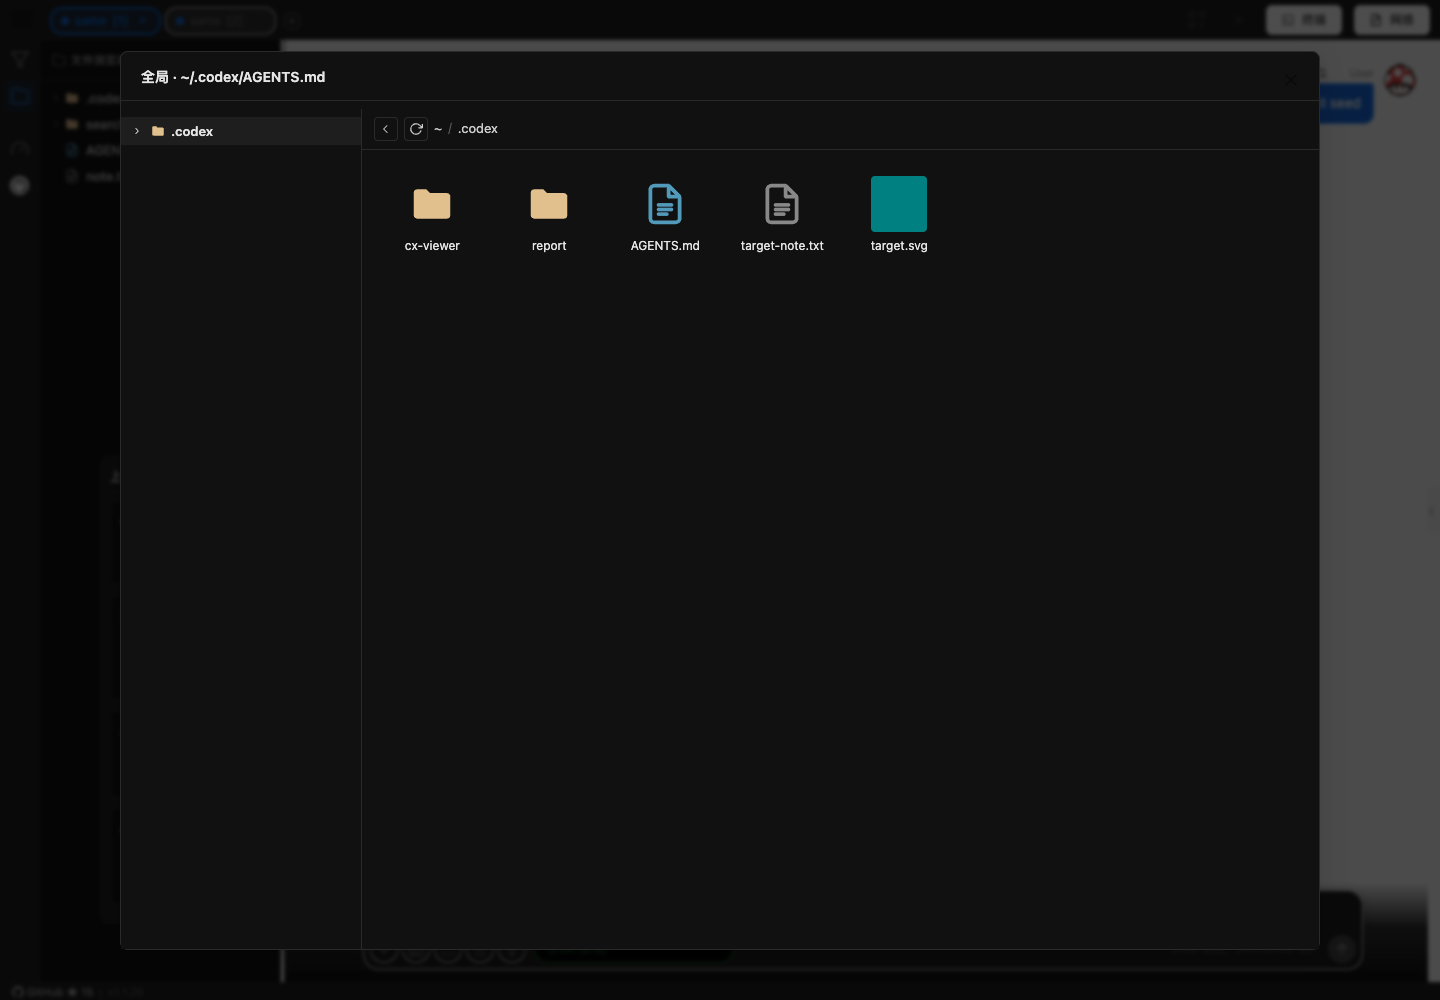 全局 · ~/.codex/AGENTS.md
.codex
~ / .codex
cx-viewer
report
AGENTS.md
target-note.txt
target.svg